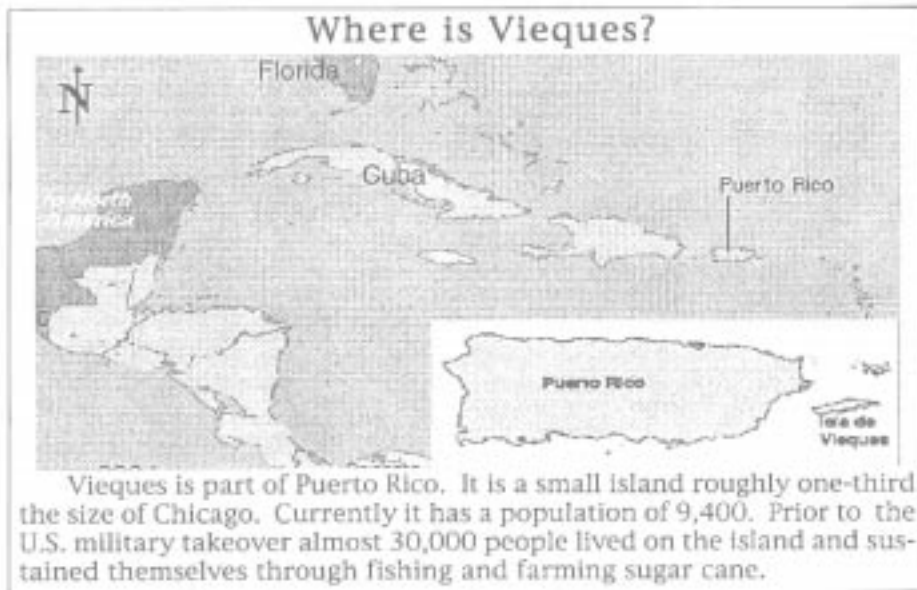 Where is Vieques?
Florida
N
Cuba
Puerto Rico
Puerto Rico
Isla de
Vieques
Vieques is part of Puerto Rico. It is a small island roughly one-third
the size of Chicago. Currently it has a population of 9,400. Prior to the
U.S. military takeover almost 30,000 people lived on the island and sus-
tained themselves through fishing and farming sugar cane.